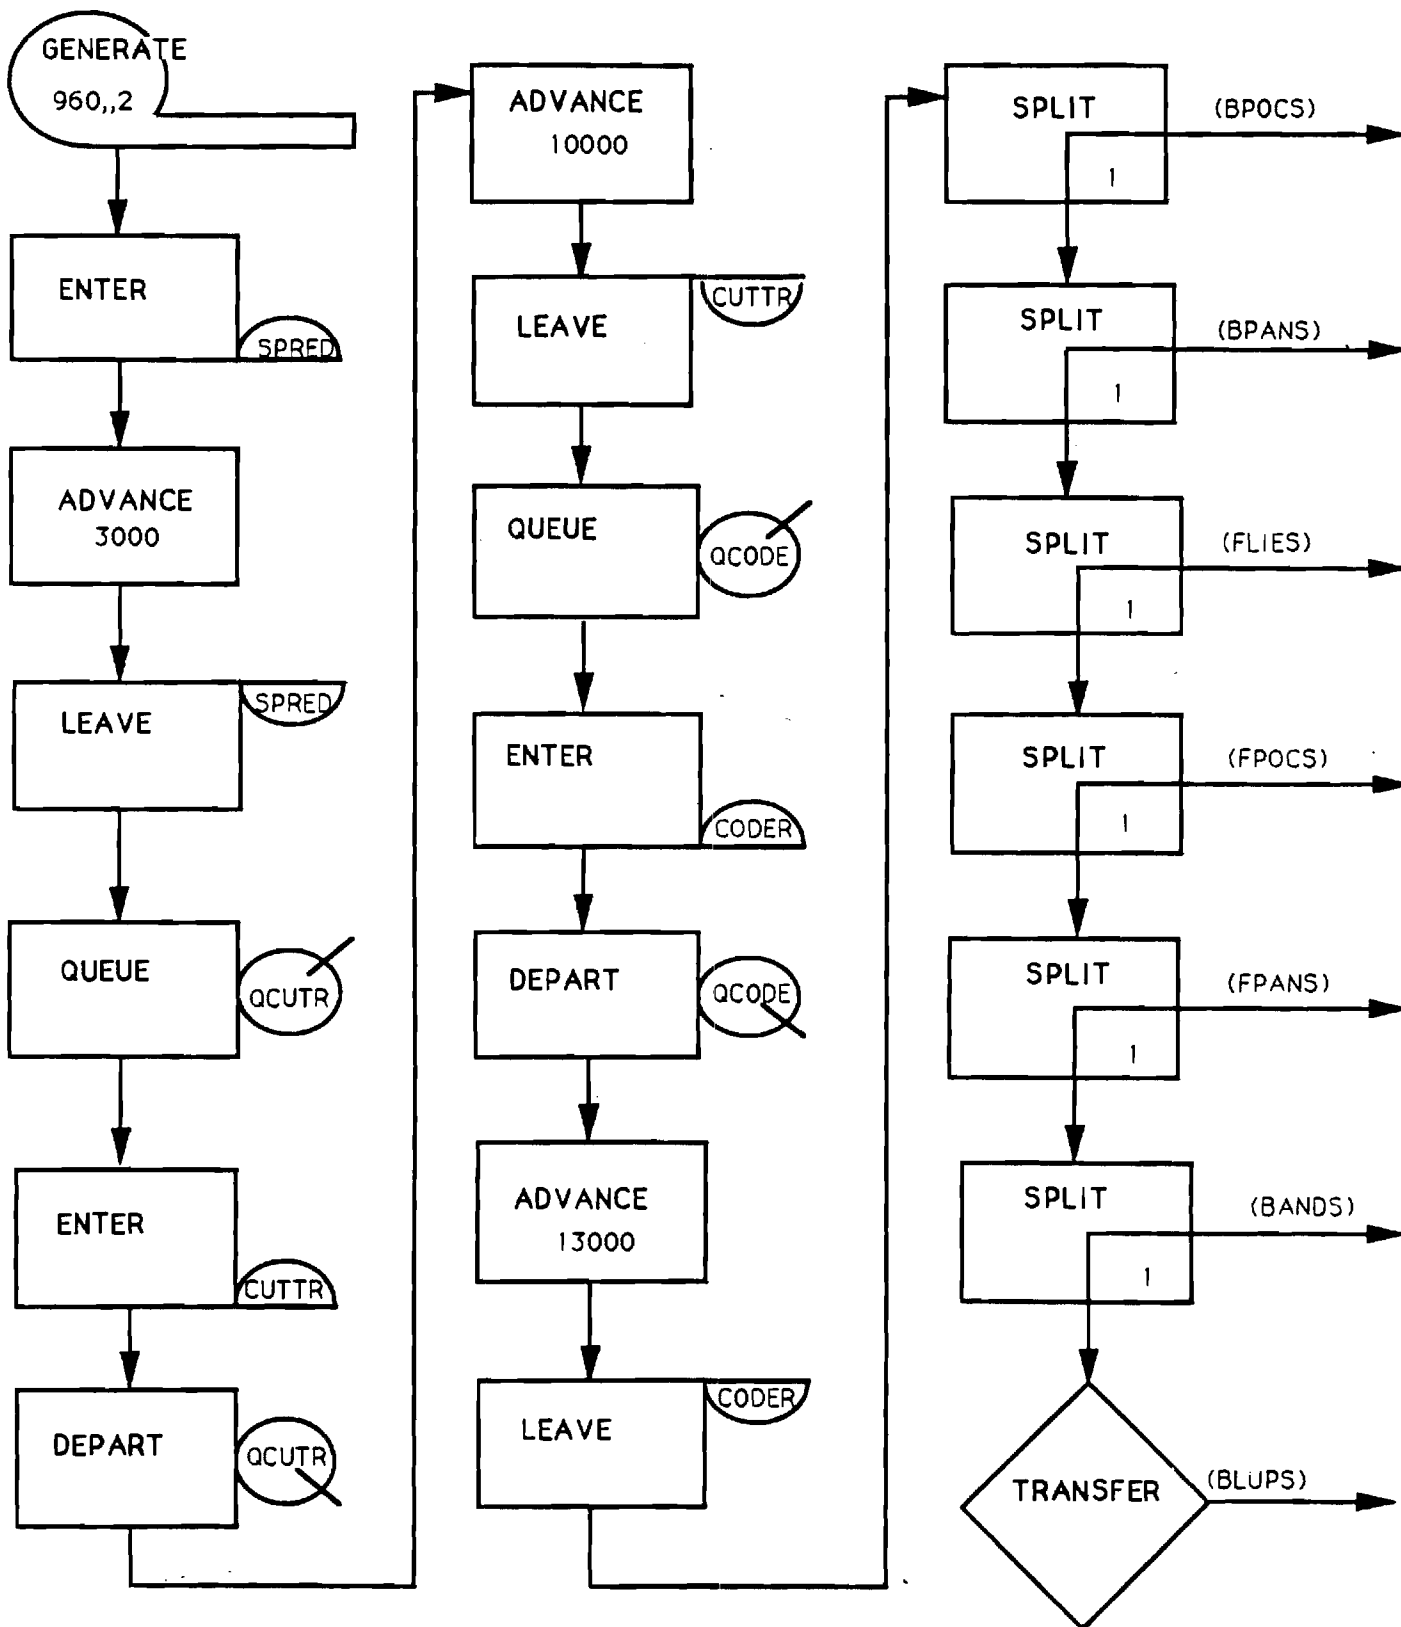 GENERATE
960,,2
ENTER
SPRED
ADVANCE
3000
LEAVE
SPRED
QUEUE
QCUTR
ENTER
CUTTR
DEPART
QCUTR
ADVANCE
10000
LEAVE
CUTTR
QUEUE
QCODE
ENTER
CODER
DEPART
QCODE
ADVANCE
13000
LEAVE
CODER
SPLIT
(BPOCS)
1
SPLIT
(BPANS)
1
SPLIT
(FLIES)
1
SPLIT
(FPOCS)
1
SPLIT
(FPANS)
1
SPLIT
(BANDS)
1
TRANSFER
(BLUPS)